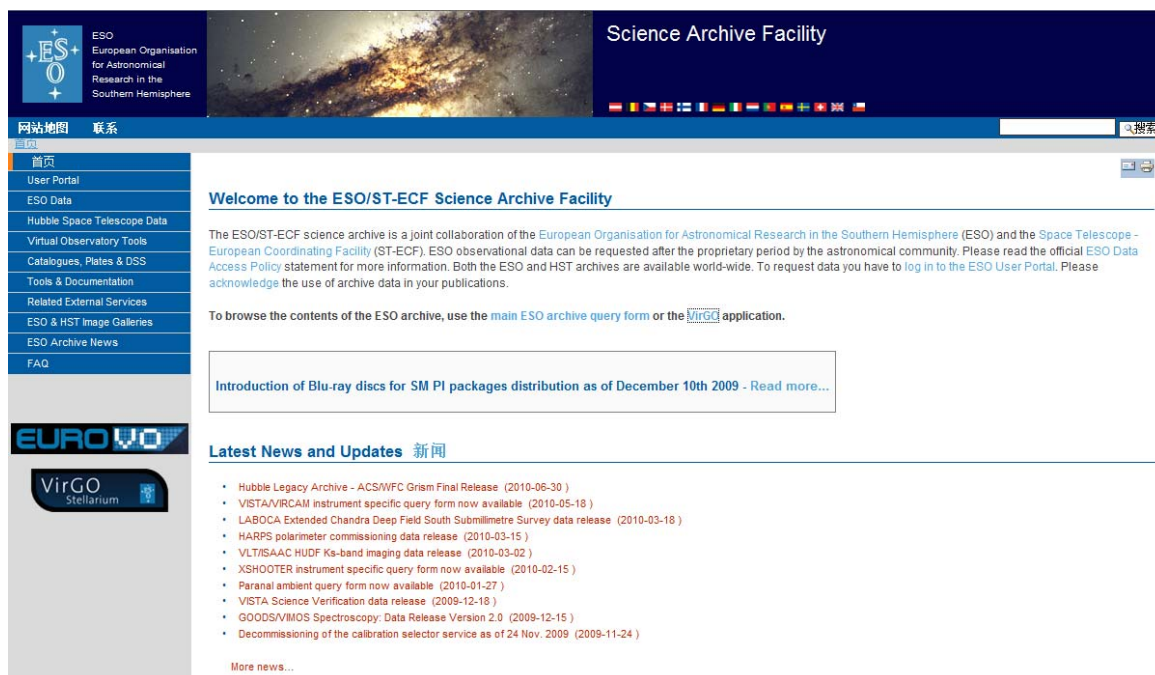 ESO
European Organisation
for Astronomical
Research in the
Southern Hemisphere
Science Archive Facility
网站地图 联系
搜索
首页
首页
User Portal
ESO Data
Hubble Space Telescope Data
Virtual Observatory Tools
Catalogues, Plates & DSS
Tools & Documentation
Related External Services
ESO & HST Image Galleries
ESO Archive News
FAQ
EURO VO
VirGO
Stellarium
Welcome to the ESO/ST-ECF Science Archive Facility
The ESO/ST-ECF science archive is a joint collaboration of the European Organisation for Astronomical Research in the Southern Hemisphere (ESO) and the Space Telescope -
European Coordinating Facility (ST-ECF). ESO observational data can be requested after the proprietary period by the astronomical community. Please read the official ESO Data
Access Policy statement for more information. Both the ESO and HST archives are available world-wide. To request data you have to log in to the ESO User Portal. Please
acknowledge the use of archive data in your publications.
To browse the contents of the ESO archive, use the main ESO archive query form or the VirGO application.
Introduction of Blu-ray discs for SM PI packages distribution as of December 10th 2009 - Read more...
Latest News and Updates 新闻
• Hubble Legacy Archive - ACS/WFC Grism Final Release (2010-06-30 )
• VISTA/VIRCAM instrument specific query form now available (2010-05-18 )
• LABOCA Extended Chandra Deep Field South Submillimetre Survey data release (2010-03-18 )
• HARPS polarimeter commissioning data release (2010-03-15 )
• VLT/ISAAC HUDF Ks-band imaging data release (2010-03-02 )
• XSHOOTER instrument specific query form now available (2010-02-15 )
• Paranal ambient query form now available (2010-01-27 )
• VISTA Science Verification data release (2009-12-18 )
• GOODS/VIMOS Spectroscopy: Data Release Version 2.0 (2009-12-15 )
• Decommissioning of the calibration selector service as of 24 Nov. 2009 (2009-11-24 )
More news...